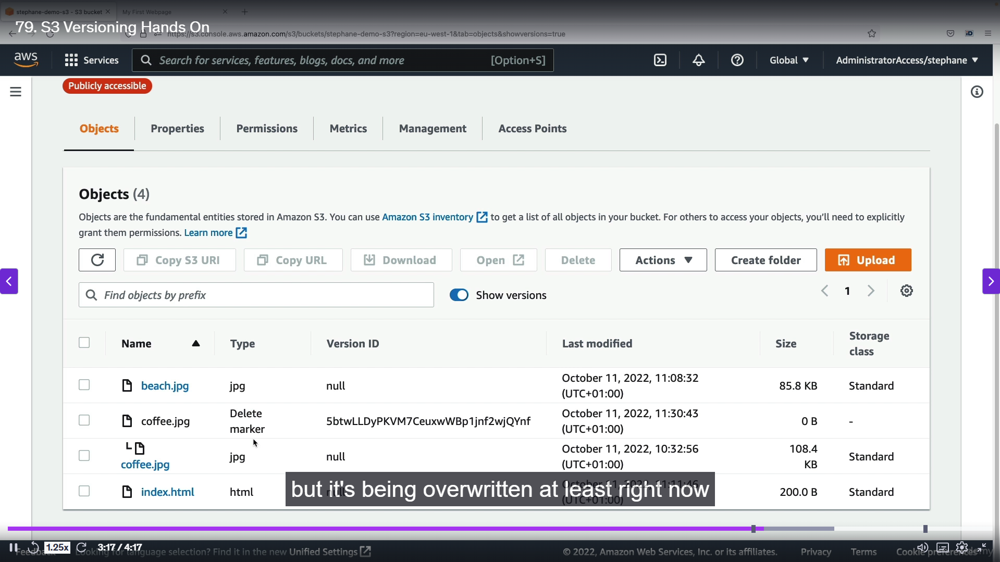 stephane-demo-s3 - S3 bucket
My First Webpage
79. S3 Versioning Hands On
https://s3.console.aws.amazon.com/s3/buckets/stephane-demo-s3?region=eu-west-1&tab=objects&showversions=true
aws
Services
Search for services, features, blogs, docs, and more
[Option+S]
Global
AdministratorAccess/stephane
Publicly accessible
Objects
Properties
Permissions
Metrics
Management
Access Points
Objects (4)
Objects are the fundamental entities stored in Amazon S3. You can use Amazon S3 inventory to get a list of all objects in your bucket. For others to access your objects, you'll need to explicitly
grant them permissions. Learn more
Copy S3 URI
Copy URL
Download
Open
Delete
Actions
Create folder
Upload
Find objects by prefix
Show versions
1
Name
Type
Version ID
Last modified
Size
Storage
class
beach.jpg
jpg
null
October 11, 2022, 11:08:32
(UTC+01:00)
85.8 KB
Standard
coffee.jpg
Delete
marker
5btwLLDyPKVM7CeuxwWBp1jnf2wjQYnf
October 11, 2022, 11:30:43
(UTC+01:00)
0 B
-
coffee.jpg
jpg
null
October 11, 2022, 10:32:56
(UTC+01:00)
108.4
KB
Standard
index.html
html
null
October 11, 2022, 11:11:46
(UTC+01:00)
200.0 B
Standard
but it's being overwritten at least right now
1.25x
3:17 / 4:17
Feedback
Looking for language selection? Find it in the new Unified Settings
© 2022, Amazon Web Services, Inc. or its affiliates.
Privacy
Terms
Cookie preferences